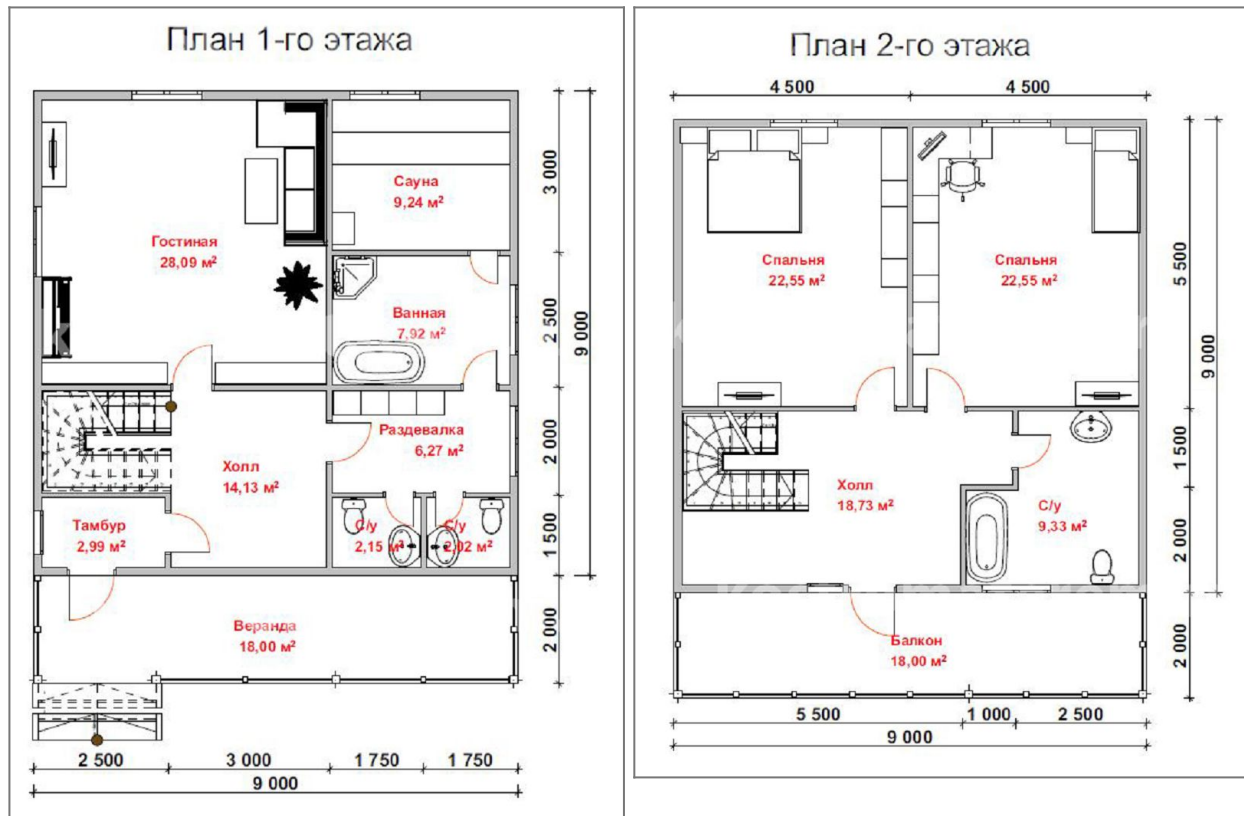 План 1-го этажа
Сауна
9,24 м²
Гостиная
28,09 м²
Ванная
7,92 м²
Раздевалка
6,27 м²
Холл
14,13 м²
Тамбур
2,99 м²
С/у
2,15 м²
С/у
2,02 м²
Веранда
18,00 м²
3 000
2 500
2 000
1 500
2 000
9 000
2 500
3 000
1 750
1 750
9 000
План 2-го этажа
4 500
4 500
Спальня
22,55 м²
Спальня
22,55 м²
Холл
18,73 м²
С/у
9,33 м²
Балкон
18,00 м²
5 500
1 500
2 000
2 000
9 000
5 500
1 000
2 500
9 000